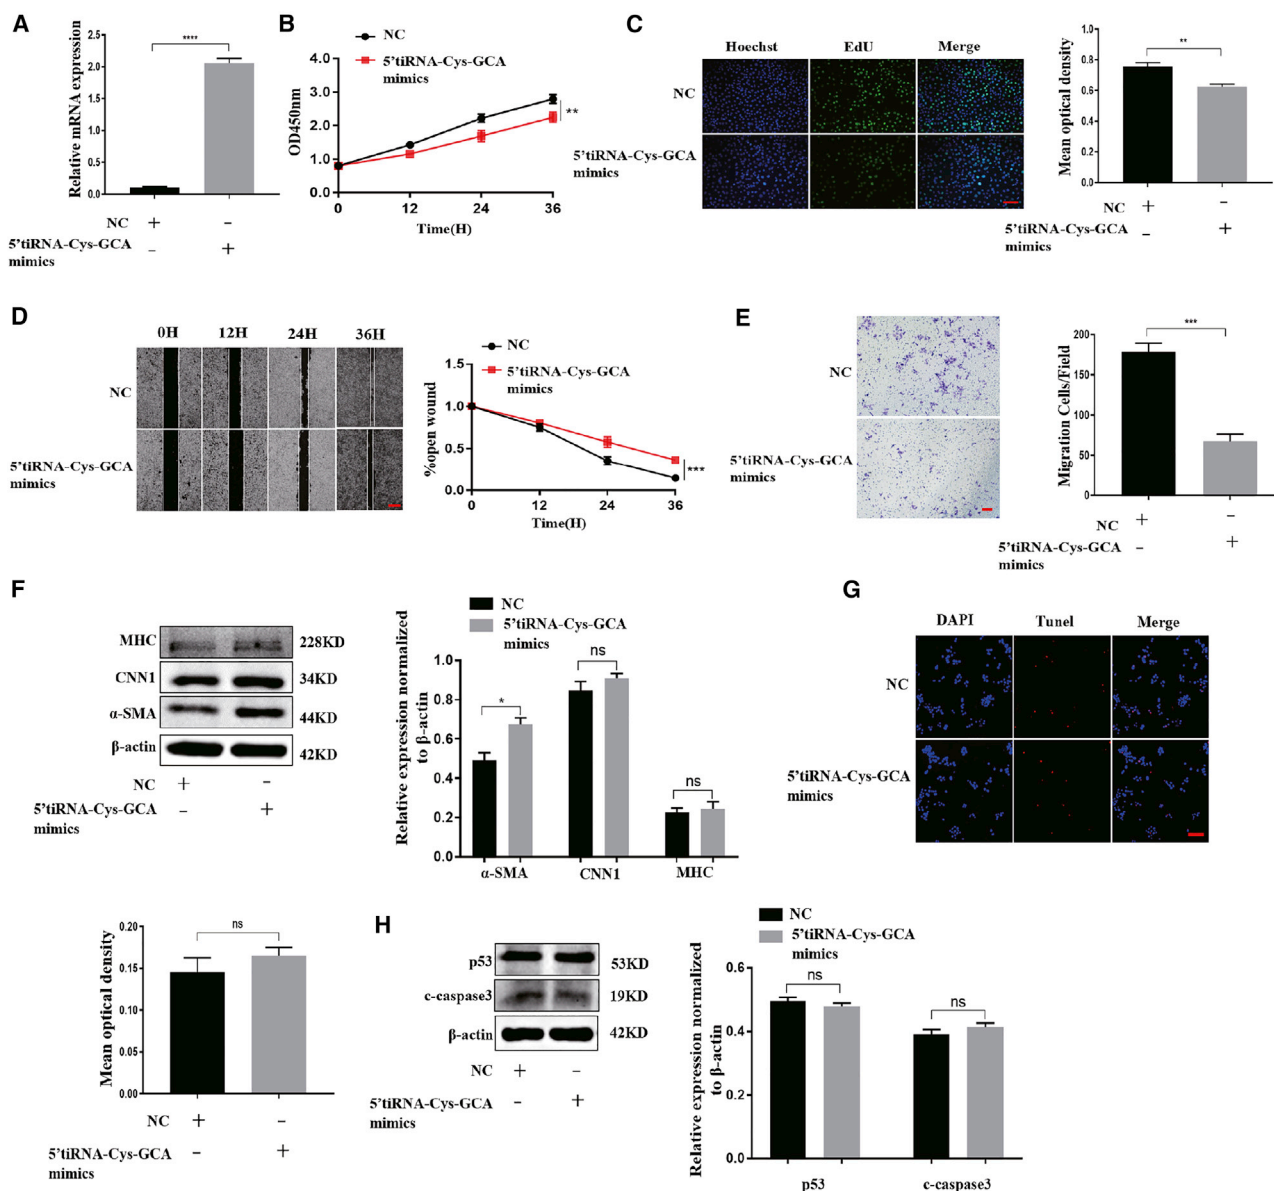 A
Relative mRNA expression
2.5
2.0
1.5
1.0
0.5
0.0
****
NC + −
5'tiRNA-Cys-GCA − +
mimics
B
NC
5'tiRNA-Cys-GCA
mimics
OD450nm
4.0
3.0
2.0
1.0
0.0
**
0 12 24 36
Time(H)
C
Hoechst EdU Merge
NC
5'tiRNA-Cys-GCA
mimics
Mean optical density
1.0
0.8
0.6
0.4
0.2
0.0
**
NC + −
5'tiRNA-Cys-GCA − +
mimics
D
0H 12H 24H 36H
NC
5'tiRNA-Cys-GCA
mimics
NC
5'tiRNA-Cys-GCA
mimics
%open wound
1.5
1.0
0.5
0.0
***
0 12 24 36
Time(H)
E
NC
5'tiRNA-Cys-GCA
mimics
Migration Cells/Field
200
150
100
50
0
***
NC + −
5'tiRNA-Cys-GCA − +
mimics
F
MHC 228KD
CNN1 34KD
α-SMA 44KD
β-actin 42KD
NC + −
5'tiRNA-Cys-GCA − +
mimics
NC
5'tiRNA-Cys-GCA
mimics
Relative expression normalized
to β-actin
1.0
0.8
0.6
0.4
0.2
0.0
* ns ns
α-SMA CNN1 MHC
G
DAPI Tunel Merge
NC
5'tiRNA-Cys-GCA
mimics
Mean optical density
0.20
0.15
0.10
0.05
0.00
ns
NC + −
5'tiRNA-Cys-GCA − +
mimics
H
p53 53KD
c-caspase3 19KD
β-actin 42KD
NC + −
5'tiRNA-Cys-GCA − +
mimics
NC
5'tiRNA-Cys-GCA
mimics
Relative expression normalized
to β-actin
0.6
0.4
0.2
0.0
ns ns
p53 c-caspase3